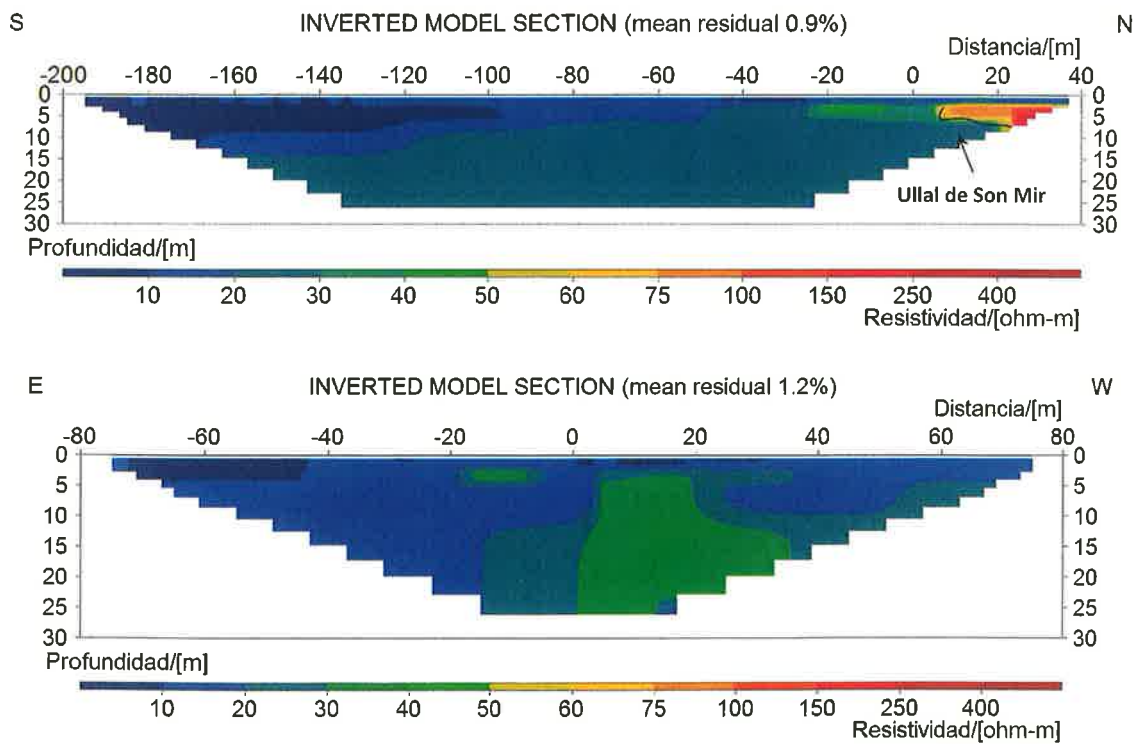 S INVERTED MODEL SECTION (mean residual 0.9%) N
Distancia/[m]
-200 -180 -160 -140 -120 -100 -80 -60 -40 -20 0 20 40
0 0
5 5
10 10
15 15
20 20
25 25
30 30
Ullal de Son Mir
Profundidad/[m]
10 20 30 40 50 60 75 100 150 250 400
Resistividad/[ohm-m]
E INVERTED MODEL SECTION (mean residual 1.2%) W
Distancia/[m]
-80 -60 -40 -20 0 20 40 60 80
0 0
5 5
10 10
15 15
20 20
25 25
30 30
Profundidad/[m]
10 20 30 40 50 60 75 100 150 250 400
Resistividad/[ohm-m]